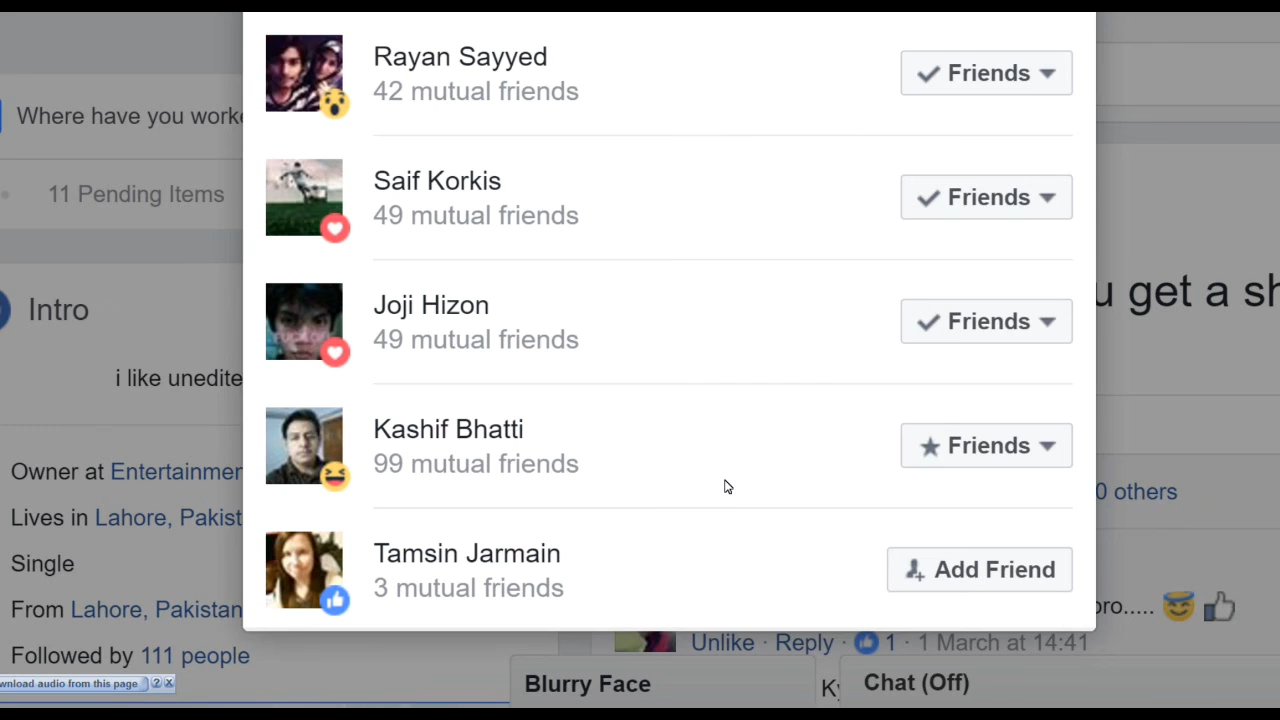 Rayan Sayyed
42 mutual friends
Friends
Where have you worke
11 Pending Items
Saif Korkis
49 mutual friends
Friends
Intro
Joji Hizon
49 mutual friends
Friends
u get a sh
i like unedite
Kashif Bhatti
99 mutual friends
Friends
Owner at Entertainmen
0 others
Lives in Lahore, Pakist
Single
Tamsin Jarmain
3 mutual friends
Add Friend
From Lahore, Pakistan
oro.....
Unlike · Reply · 1 · 1 March at 14:41
Followed by 111 people
wnload audio from this page ? X
Blurry Face
Ky
Chat (Off)